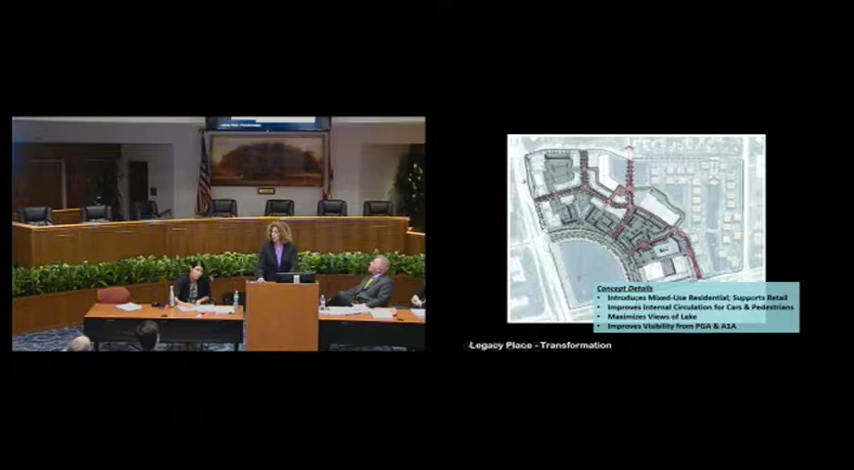 Concept Details
• Introduces Mixed-Use Residential; Supports Retail
• Improves Internal Circulation for Cars & Pedestrians
• Maximizes Views of Lake
• Improves Visibility from PGA & A1A
Legacy Place - Transformation